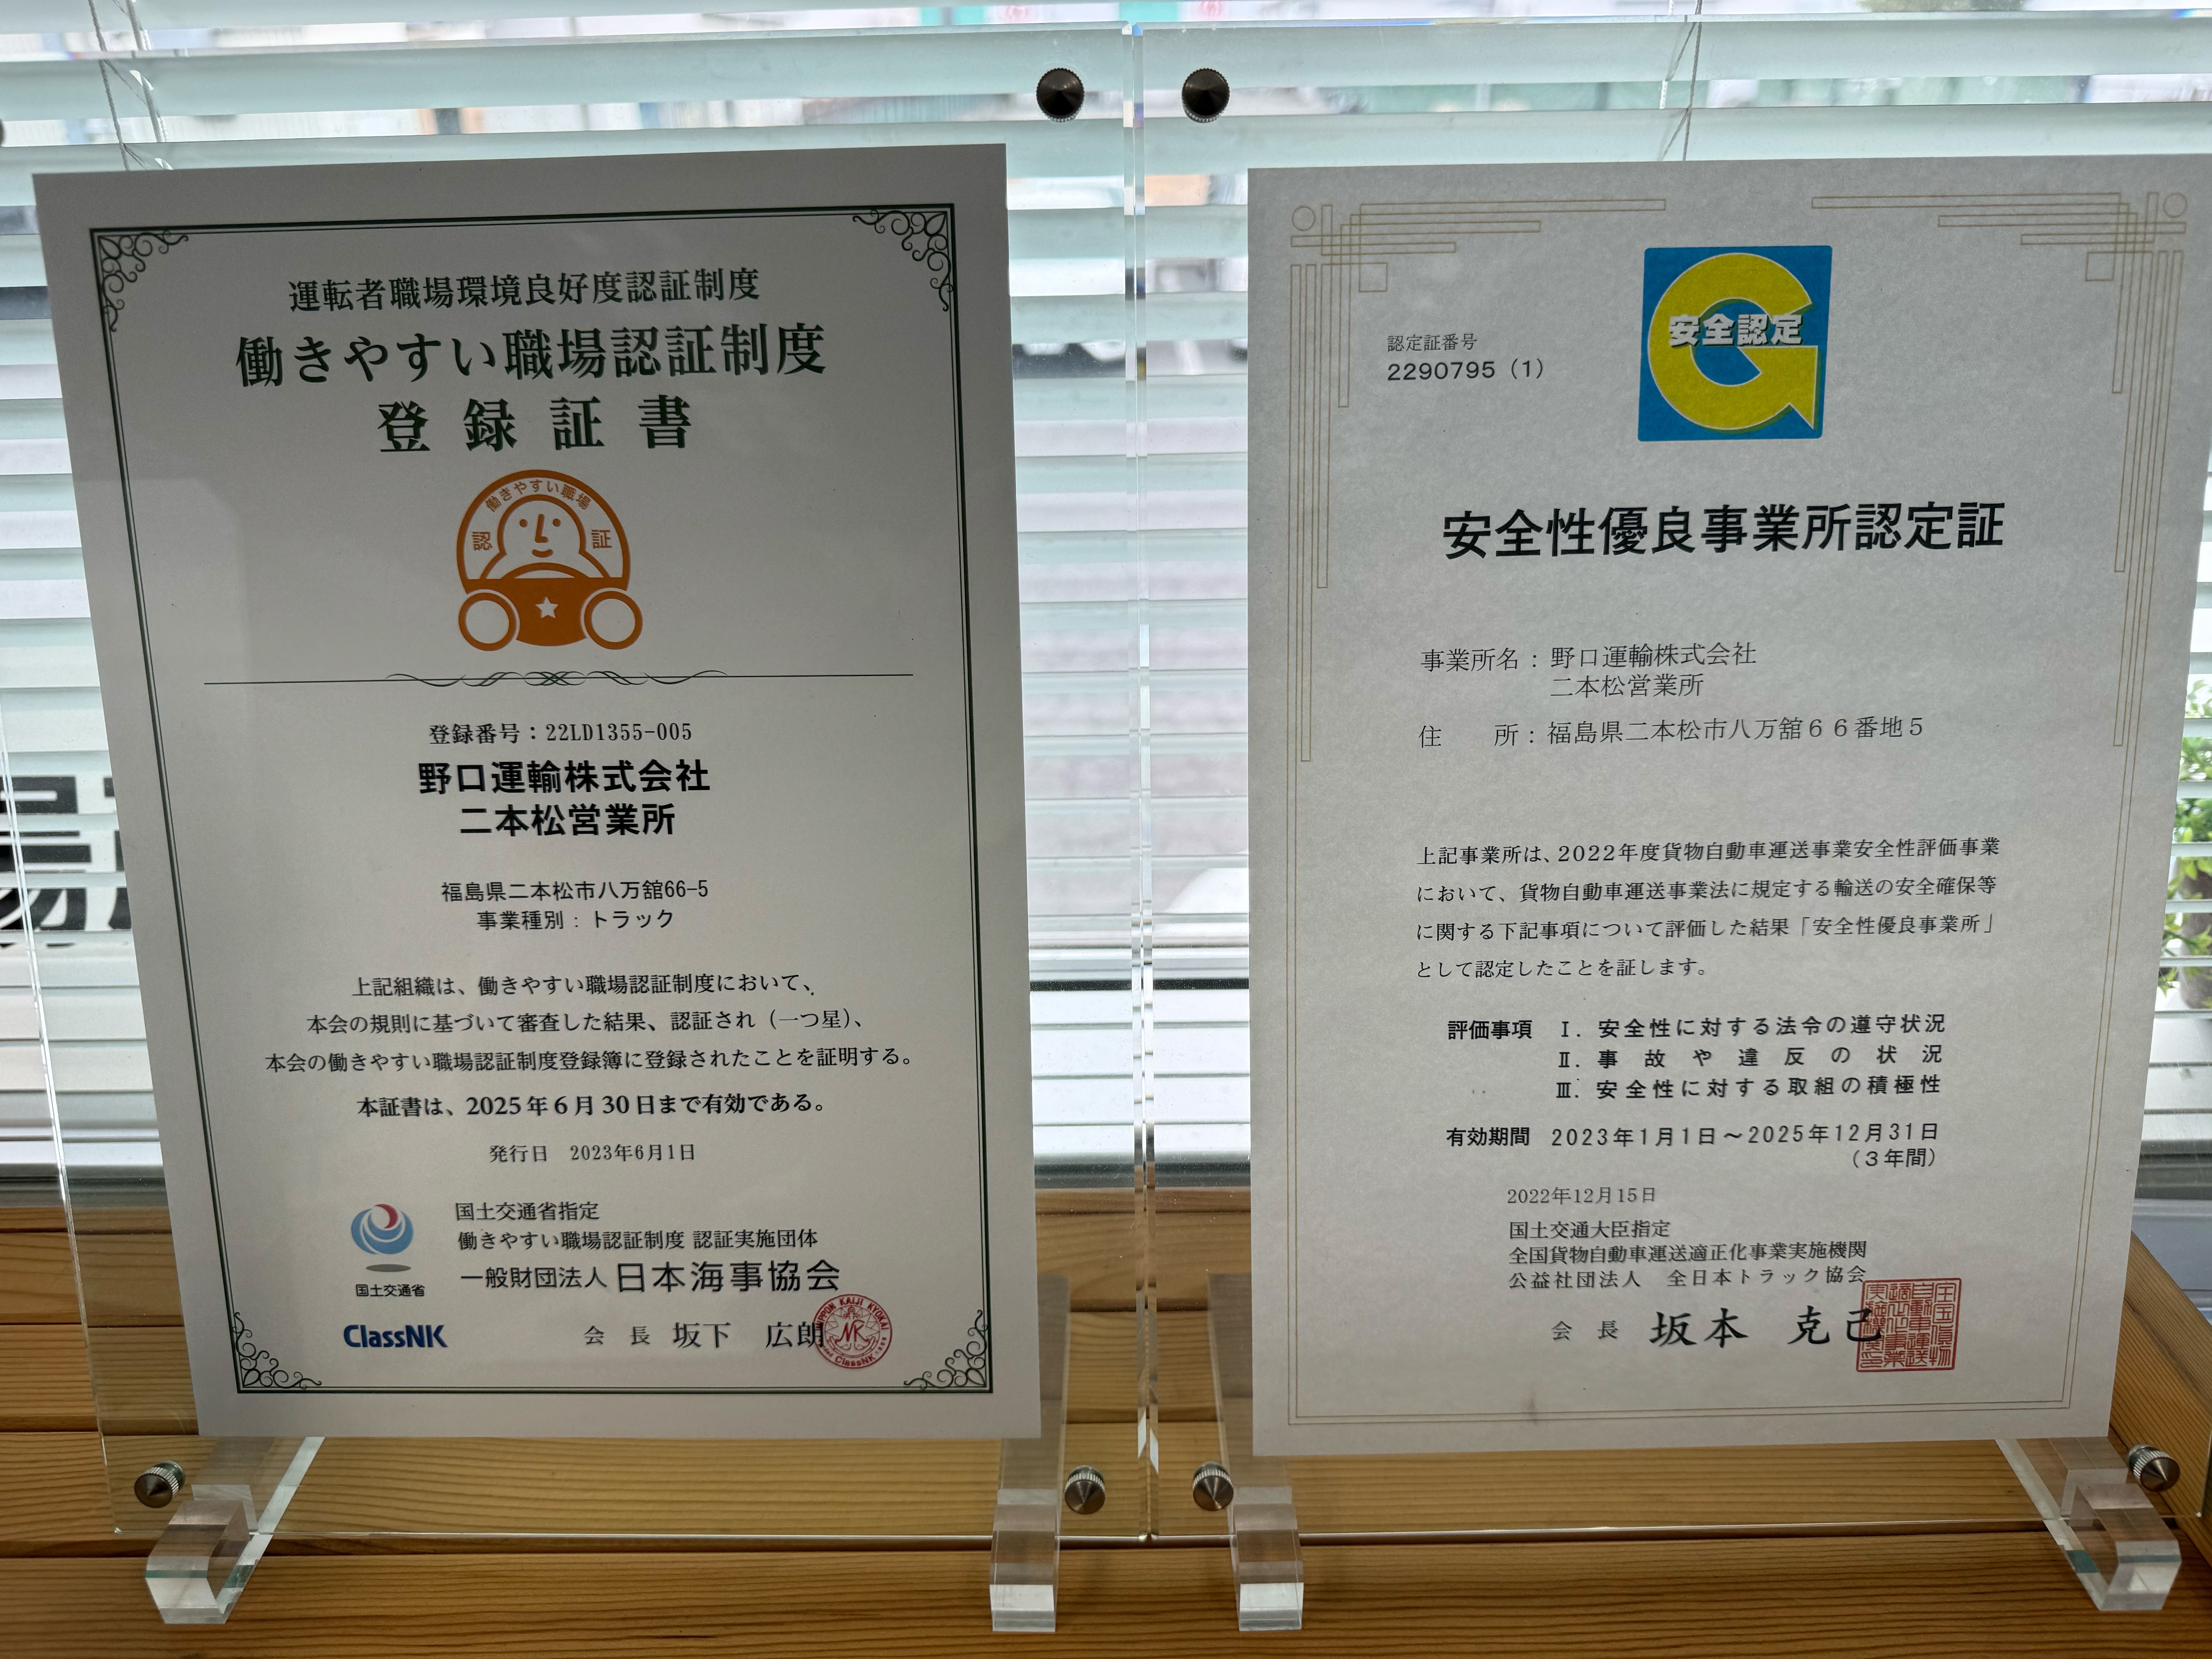 運転者職場環境良好度認証制度
働きやすい職場認証制度
登録証書
働きやすい職場
認 証
登録番号：22LD1355-005
野口運輸株式会社
二本松営業所
福島県二本松市八万舘66-5
事業種別：トラック
上記組織は、働きやすい職場認証制度において、
本会の規則に基づいて審査した結果、認証され（一つ星）、
本会の働きやすい職場認証制度登録簿に登録されたことを証明する。
本証書は、2025年6月30日まで有効である。
発行日　2023年6月1日
国土交通省
国土交通省指定
働きやすい職場認証制度 認証実施団体
一般財団法人 日本海事協会
ClassNK
会 長 坂下 広朗
NIPPON KAIJI KYOKAI
ClassNK
安全認定
認定証番号
2290795（1）
安全性優良事業所認定証
事業所名：野口運輸株式会社
二本松営業所
住　所：福島県二本松市八万舘６６番地５
上記事業所は、2022年度貨物自動車運送事業安全性評価事業
において、貨物自動車運送事業法に規定する輸送の安全確保等
に関する下記事項について評価した結果「安全性優良事業所」
として認定したことを証します。
評価事項　Ⅰ．安全性に対する法令の遵守状況
Ⅱ．事故や違反の状況
Ⅲ．安全性に対する取組の積極性
有効期間　2023年1月1日～2025年12月31日
（３年間）
2022年12月15日
国土交通大臣指定
全国貨物自動車運送適正化事業実施機関
公益社団法人　全日本トラック協会
会 長 坂本 克己